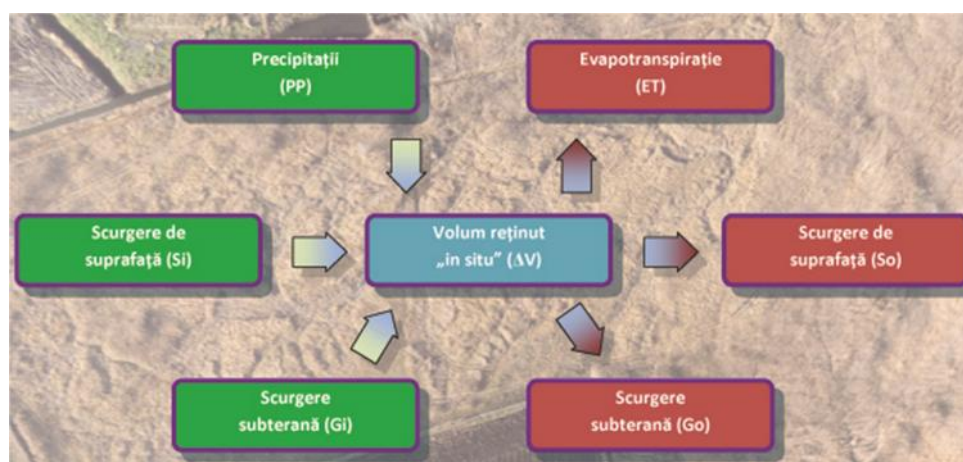 Precipitații
(PP)
Evapotranspirație
(ET)
Scurgere de
suprafață (Si)
Volum reținut
„in situ” (ΔV)
Scurgere de
suprafață (So)
Scurgere
subterană (Gi)
Scurgere
subterană (Go)